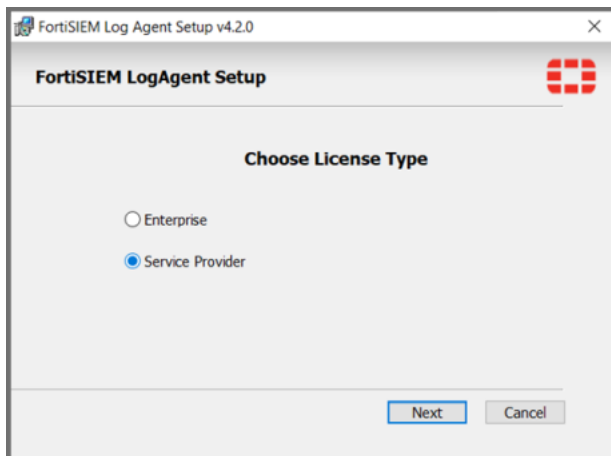 FortiSIEM Log Agent Setup v4.2.0
FortiSIEM LogAgent Setup
Choose License Type
Enterprise
Service Provider
Next Cancel